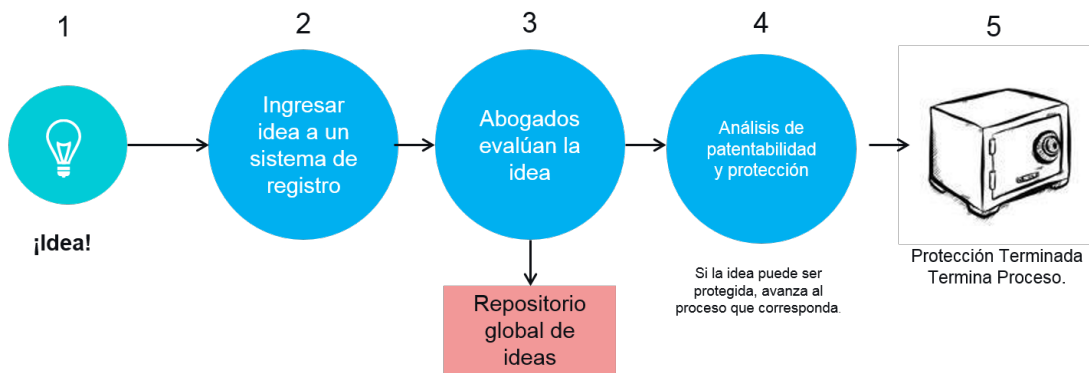 1
2
3
4
5
Ingresar
idea a un
sistema de
registro
Abogados
evalúan la
idea
Análisis de
patentabilidad
y protección
¡Idea!
Protección Terminada
Termina Proceso.
Si la idea puede ser
protegida, avanza al
proceso que corresponda.
Repositorio
global de
ideas